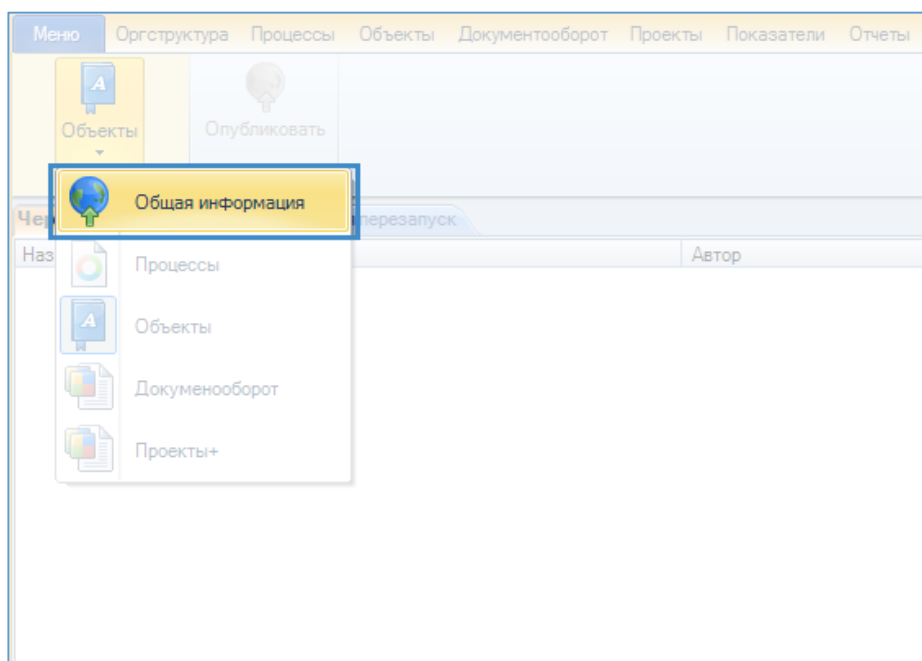 Меню Оргструктура Процессы Объекты Документооборот Проекты Показатели Отчеты
Объекты Опубликовать
Общая информация
перезапуск
Автор
Процессы
Объекты
Докуменооборот
Проекты+